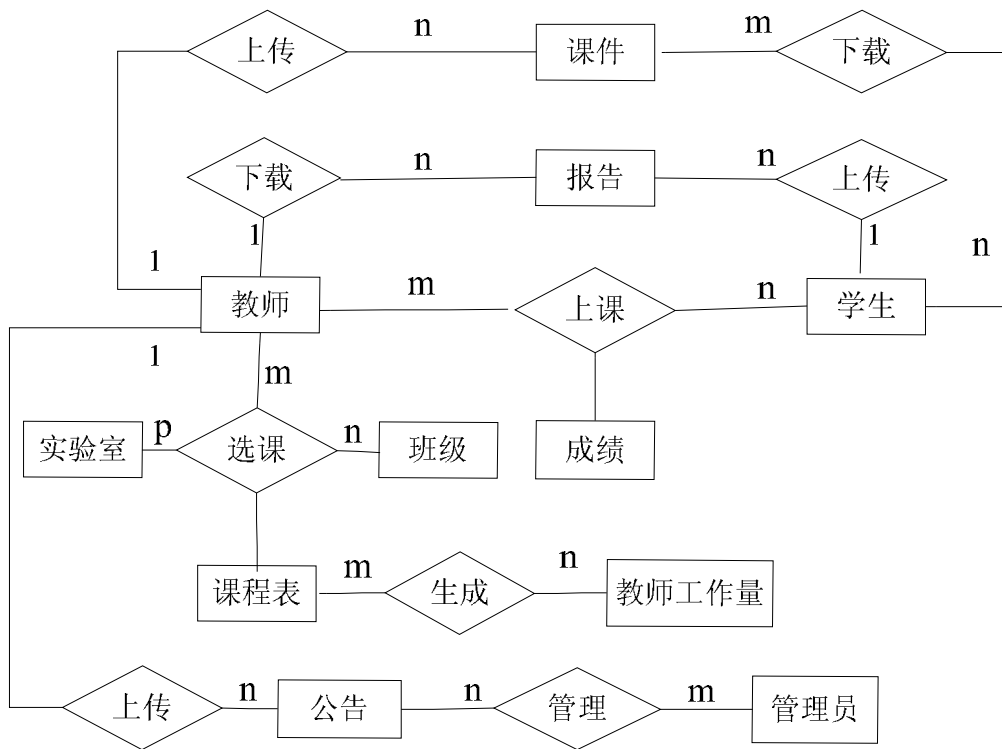 上传 n 课件 m 下载
下载 n 报告 n 上传
1 1 n
1 教师 m 上课 n 学生
1
m
实验室 p 选课 n 班级 成绩
课程表 m 生成 n 教师工作量
上传 n 公告 n 管理 m 管理员